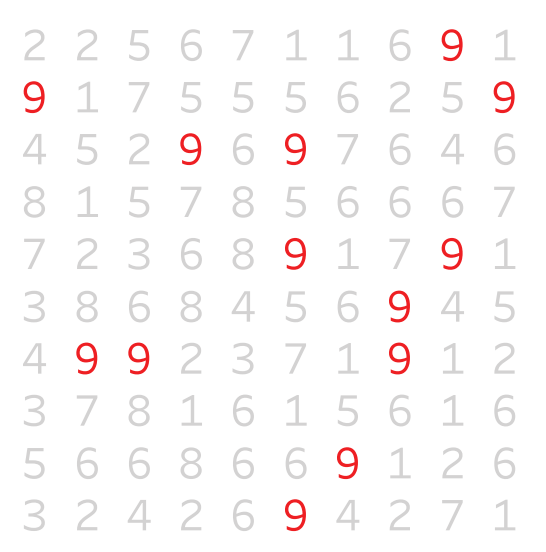 2 2 5 6 7 1 1 6 9 1
9 1 7 5 5 5 6 2 5 9
4 5 2 9 6 9 7 6 4 6
8 1 5 7 8 5 6 6 6 7
7 2 3 6 8 9 1 7 9 1
3 8 6 8 4 5 6 9 4 5
4 9 9 2 3 7 1 9 1 2
3 7 8 1 6 1 5 6 1 6
5 6 6 8 6 6 9 1 2 6
3 2 4 2 6 9 4 2 7 1